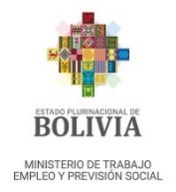 ESTADO PLURINACIONAL DE
BOLIVIA
MINISTERIO DE TRABAJO
EMPLEO Y PREVISIÓN SOCIAL